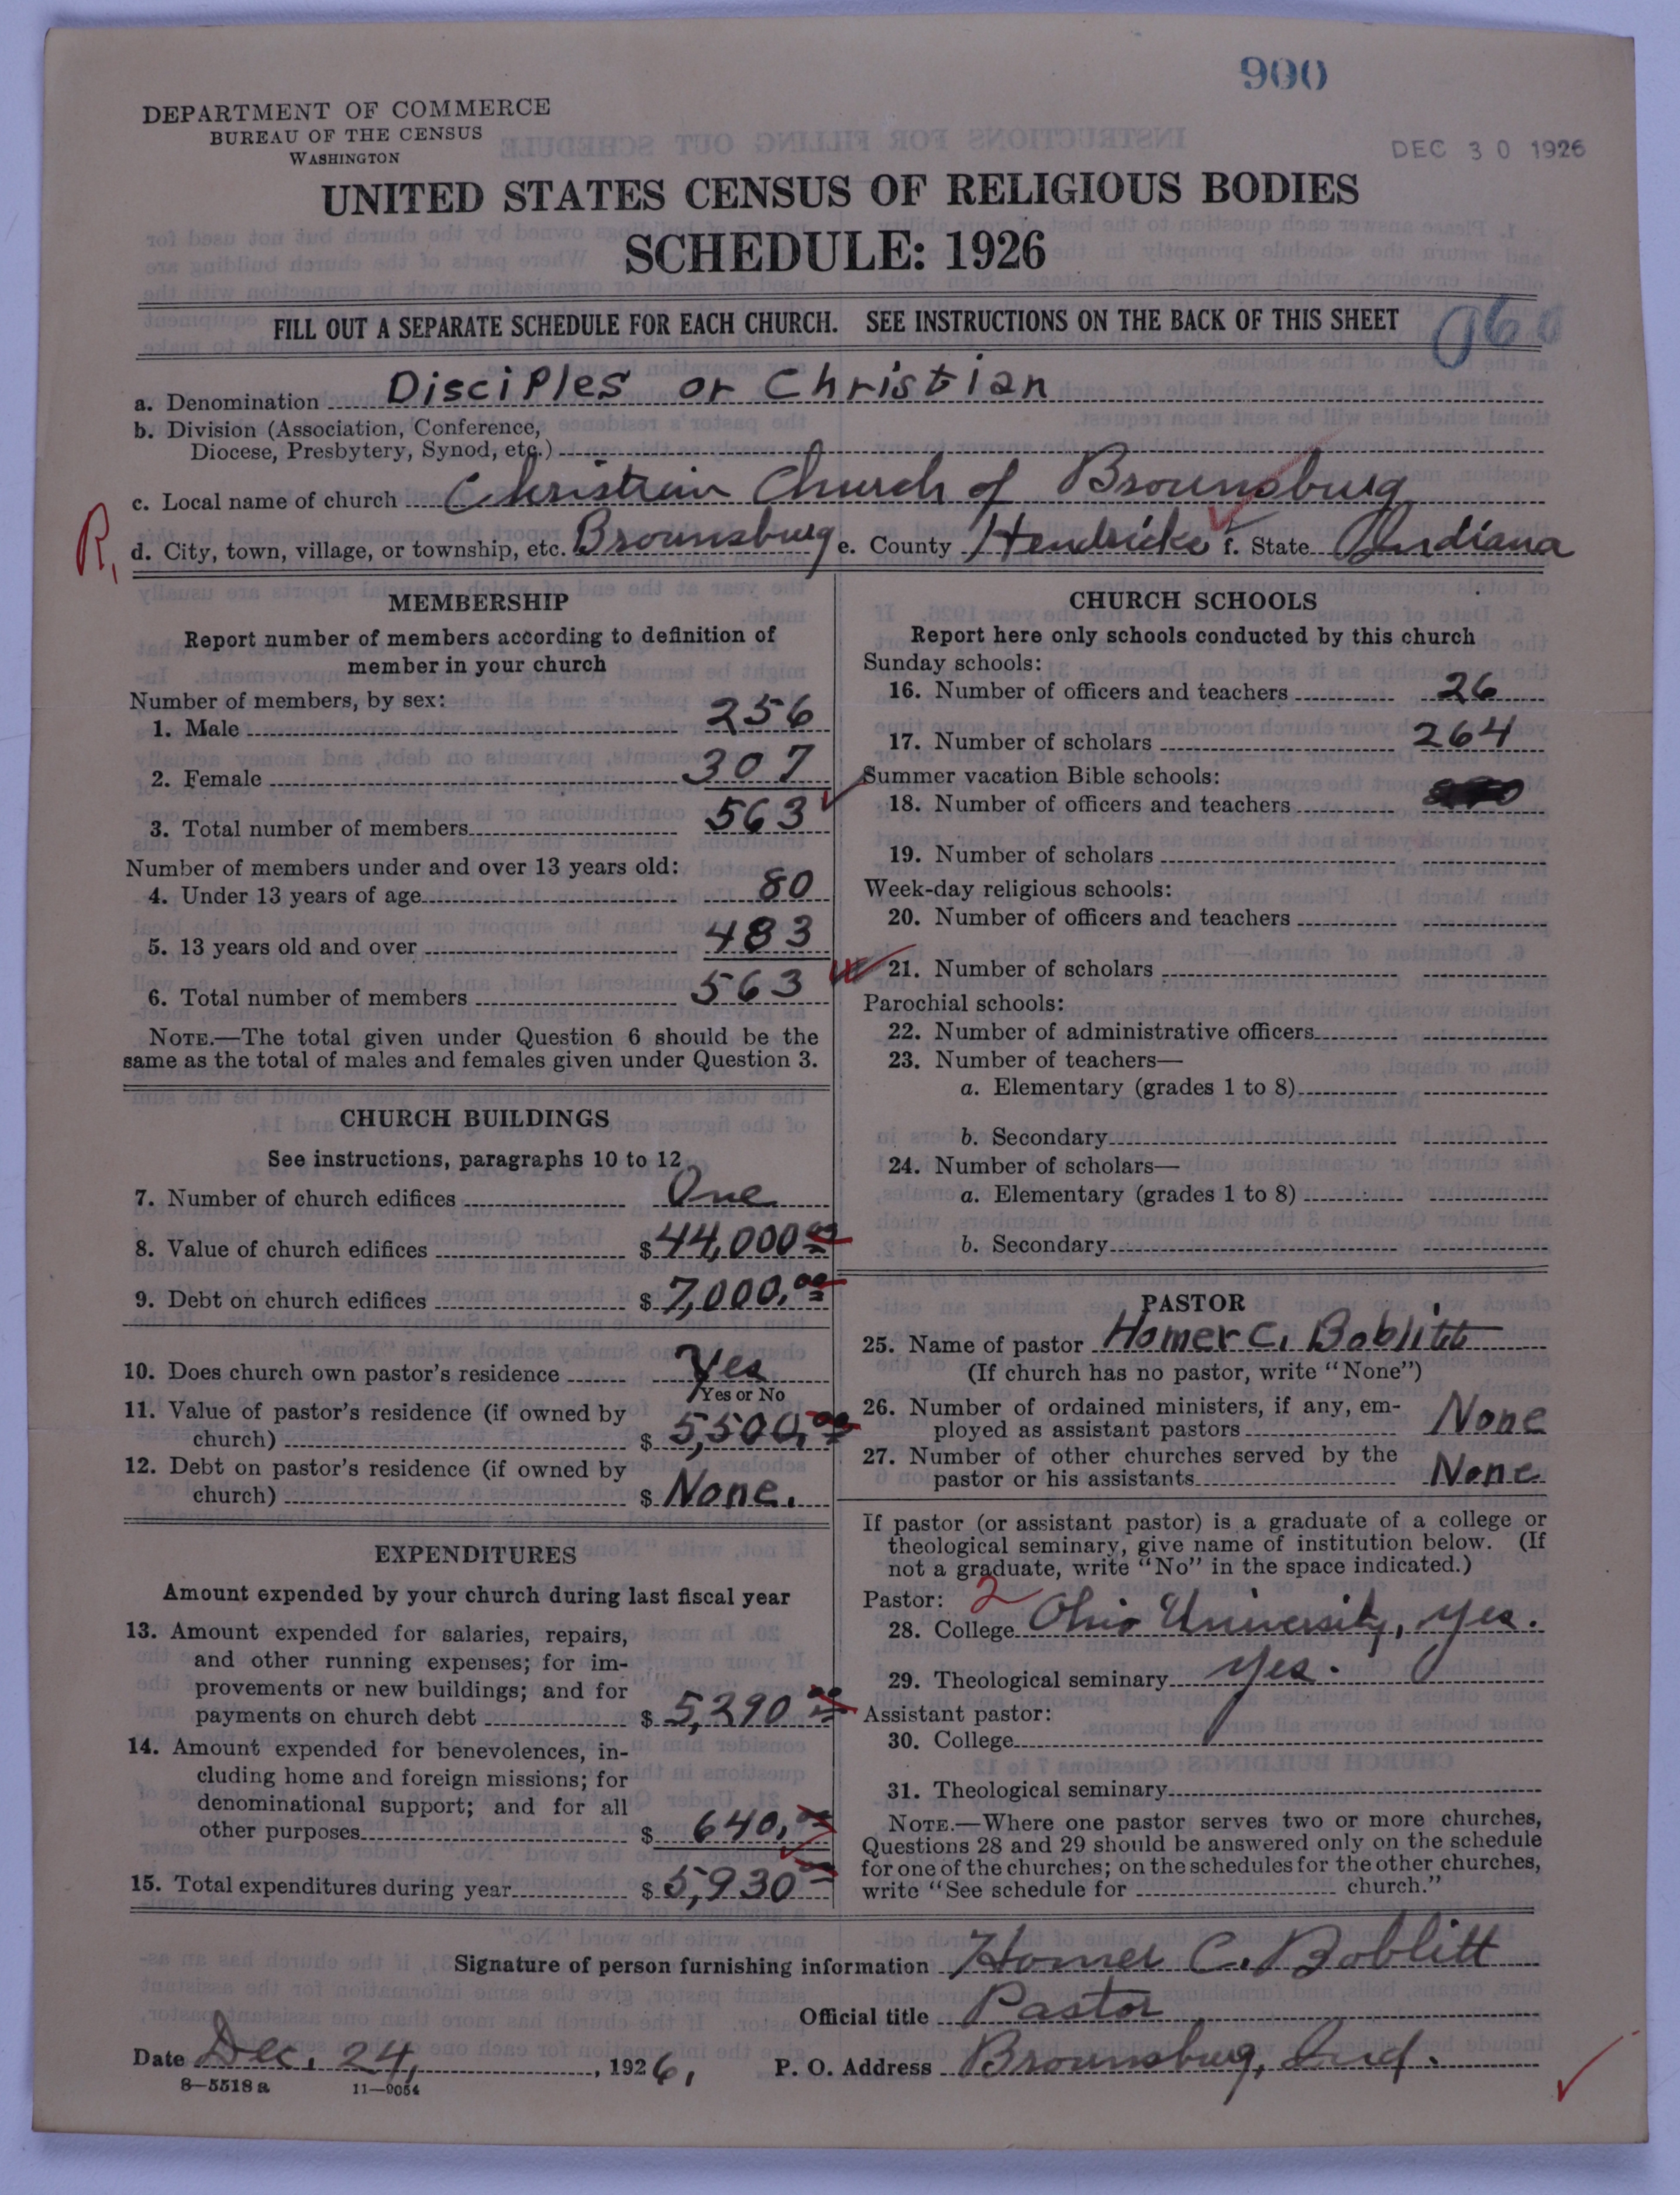 900
DEPARTMENT OF COMMERCE
BUREAU OF THE CENSUS
WASHINGTON
DEC 30 1926
UNITED STATES CENSUS OF RELIGIOUS BODIES
SCHEDULE: 1926
FILL OUT A SEPARATE SCHEDULE FOR EACH CHURCH. SEE INSTRUCTIONS ON THE BACK OF THIS SHEET
a. Denomination Disciples or Christian
b. Division (Association, Conference,
Diocese, Presbytery, Synod, etc.)
c. Local name of church Christian Church of Brownsburg
R,
d. City, town, village, or township, etc. Brownsburg e. County Hendricks f. State Indiana
MEMBERSHIP
Report number of members according to definition of
member in your church
Number of members, by sex:
1. Male 256
2. Female 307
3. Total number of members 563
Number of members under and over 13 years old:
4. Under 13 years of age 80
5. 13 years old and over 483
6. Total number of members 563
NOTE.—The total given under Question 6 should be the
same as the total of males and females given under Question 3.
CHURCH BUILDINGS
See instructions, paragraphs 10 to 12
7. Number of church edifices One
8. Value of church edifices $44,000.00
9. Debt on church edifices $7,000.00
10. Does church own pastor's residence Yes
Yes or No
11. Value of pastor's residence (if owned by
church) $5,500.00
12. Debt on pastor's residence (if owned by
church) $None.
EXPENDITURES
Amount expended by your church during last fiscal year
13. Amount expended for salaries, repairs,
and other running expenses; for im-
provements or new buildings; and for
payments on church debt $5,290.00
14. Amount expended for benevolences, in-
cluding home and foreign missions; for
denominational support; and for all
other purposes $640.00
15. Total expenditures during year $5,930.00
CHURCH SCHOOLS
Report here only schools conducted by this church
Sunday schools:
16. Number of officers and teachers 26
17. Number of scholars 264
Summer vacation Bible schools:
18. Number of officers and teachers
19. Number of scholars
Week-day religious schools:
20. Number of officers and teachers
21. Number of scholars
Parochial schools:
22. Number of administrative officers
23. Number of teachers—
a. Elementary (grades 1 to 8)
b. Secondary
24. Number of scholars—
a. Elementary (grades 1 to 8)
b. Secondary
PASTOR
25. Name of pastor Homer C. Boblitt
(If church has no pastor, write "None")
26. Number of ordained ministers, if any, em-
ployed as assistant pastors None
27. Number of other churches served by the
pastor or his assistants None
If pastor (or assistant pastor) is a graduate of a college or
theological seminary, give name of institution below. (If
not a graduate, write "No" in the space indicated.)
Pastor: 2
28. College Ohio University, Yes.
29. Theological seminary Yes.
Assistant pastor:
30. College
31. Theological seminary
NOTE.—Where one pastor serves two or more churches,
Questions 28 and 29 should be answered only on the schedule
for one of the churches; on the schedules for the other churches,
write "See schedule for church."
Signature of person furnishing information Homer C. Boblitt
Official title Pastor
Date Dec. 24, 1926, P. O. Address Brownsburg, Ind.
8—5518 a 11—9054